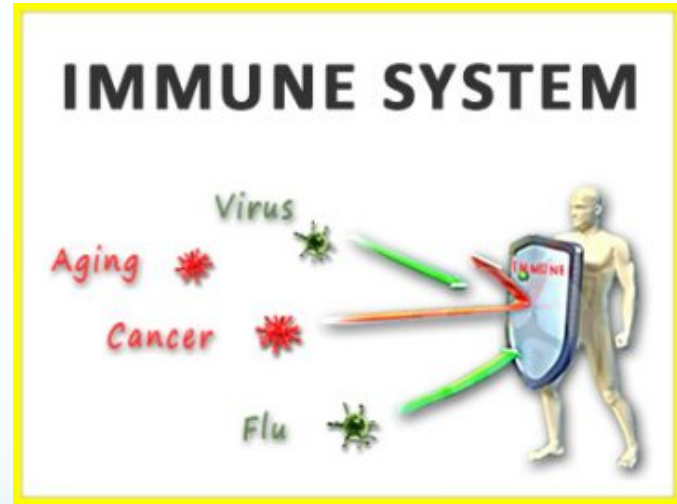 IMMUNE SYSTEM
Virus
Aging
IMMUNE
Cancer
Flu